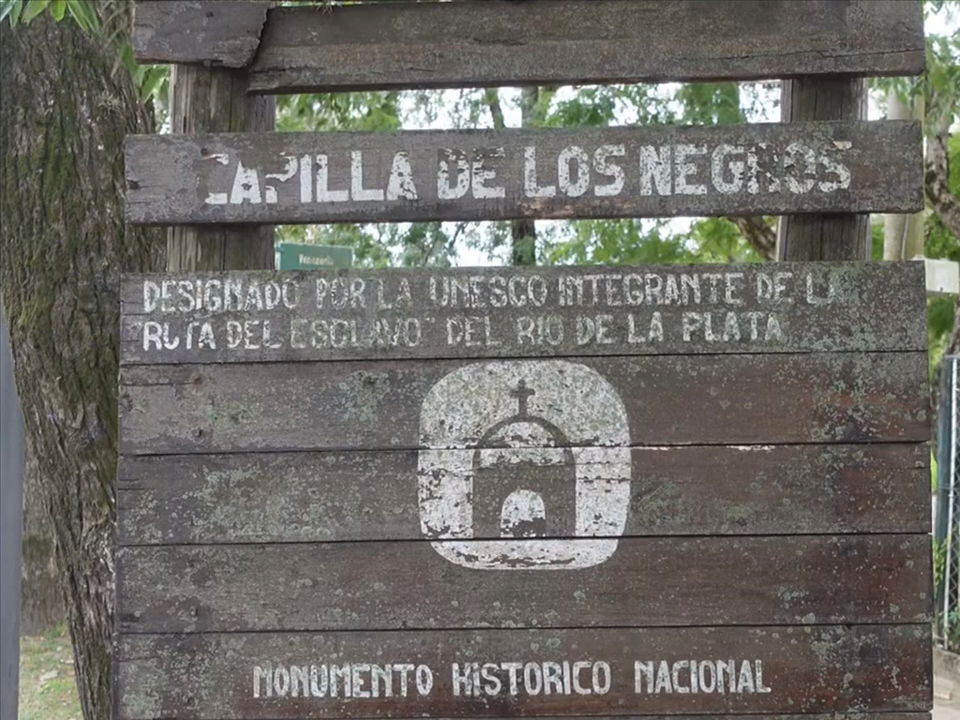 CAPILLA DE LOS NEGROS
Venezuela
DESIGNADO POR LA UNESCO INTEGRANTE DE LA
"RUTA DEL ESCLAVO" DEL RIO DE LA PLATA
MONUMENTO HISTORICO NACIONAL